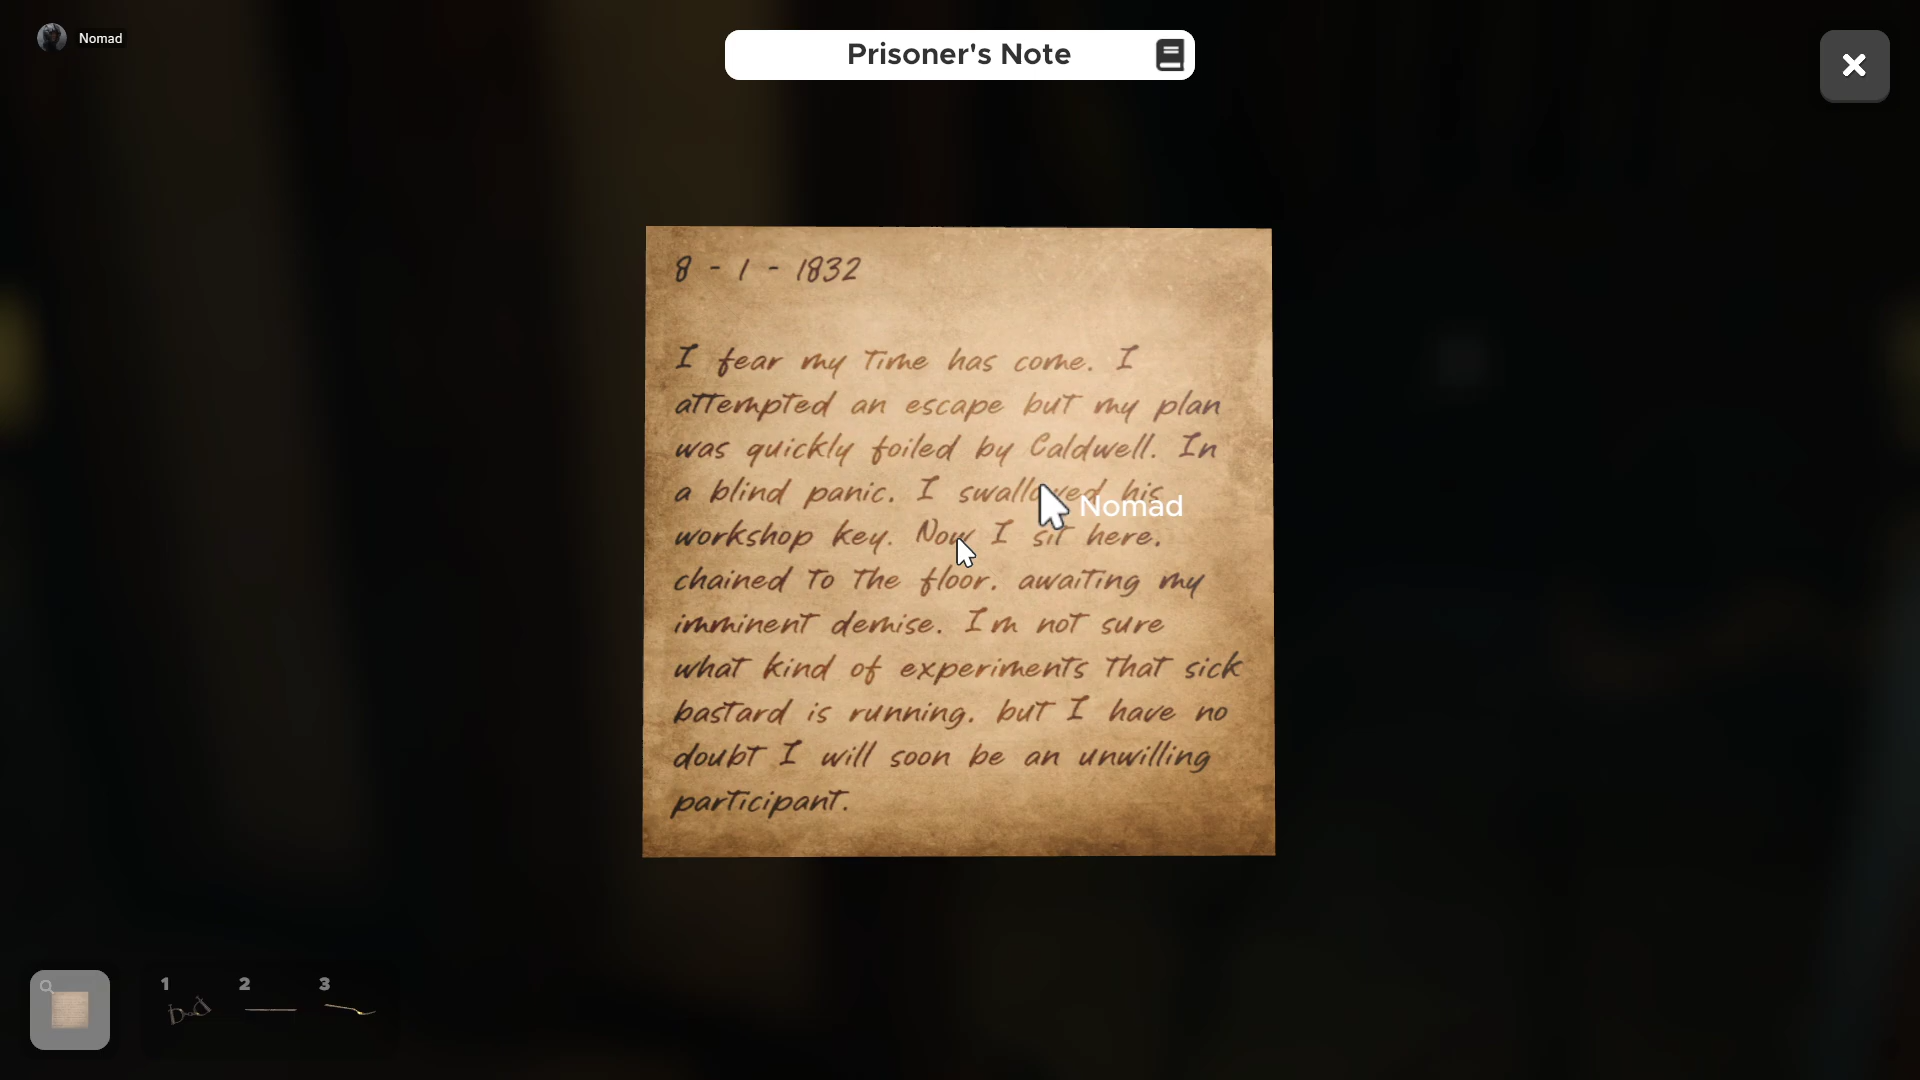 Nomad
Prisoner's Note
8 - 1 - 1832
I fear my time has come. I
attempted an escape but my plan
was quickly foiled by Caldwell. In
a blind panic, I swallowed his
Nomad
workshop key. Now I sit here,
chained to the floor, awaiting my
imminent demise. Im not sure
what kind of experiments that sick
bastard is running, but I have no
doubt I will soon be an unwilling
participant.
1 2 3